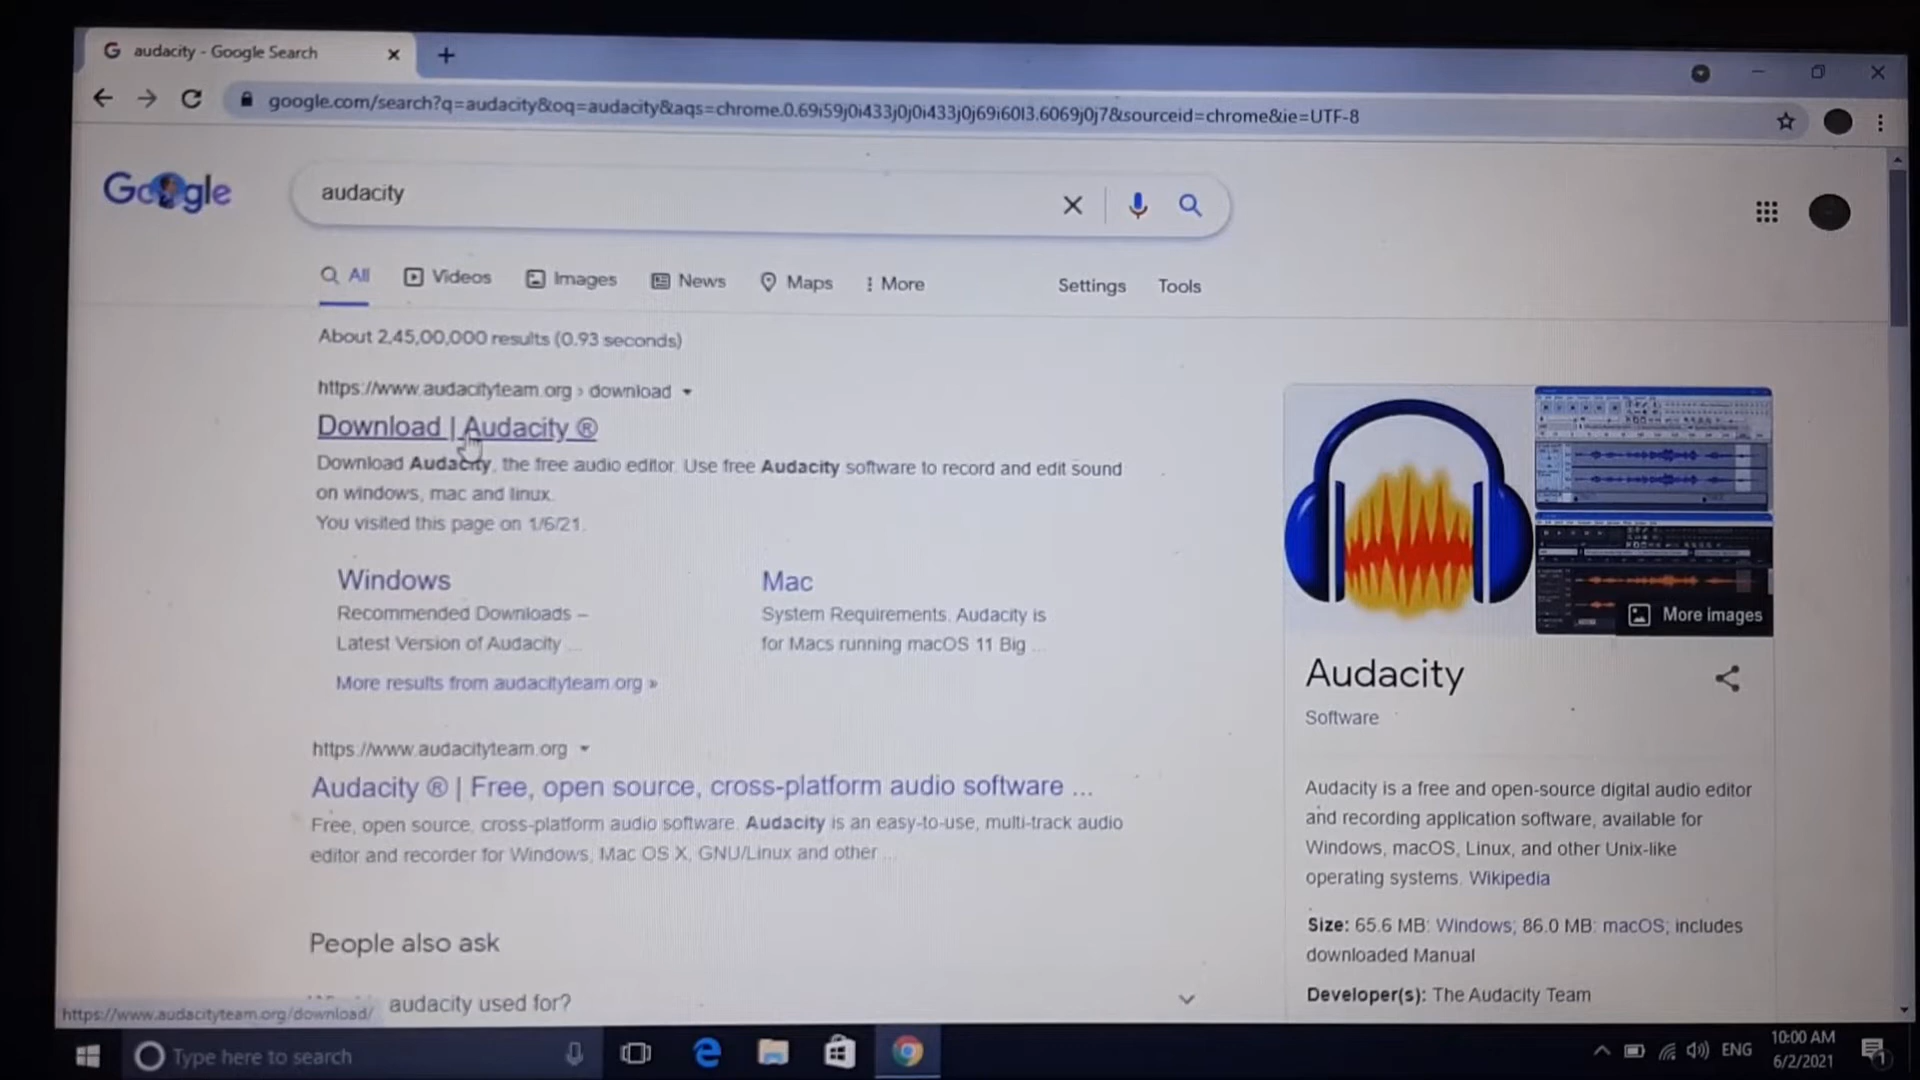 audacity - Google Search
google.com/search?q=audacity&oq=audacity&aqs=chrome.0.69i59j0i433j0j0i433j0j69i60l3.6069j0j7&sourceid=chrome&ie=UTF-8
Google
audacity
All Videos Images News Maps More Settings Tools
About 2,45,00,000 results (0.93 seconds)
https://www.audacityteam.org › download
Download | Audacity ®
Download Audacity, the free audio editor. Use free Audacity software to record and edit sound
on windows, mac and linux.
You visited this page on 1/6/21.
Windows
Recommended Downloads –
Latest Version of Audacity ...
Mac
System Requirements. Audacity is
for Macs running macOS 11 Big ...
More results from audacityteam.org »
https://www.audacityteam.org
Audacity ® | Free, open source, cross-platform audio software ...
Free, open source, cross-platform audio software. Audacity is an easy-to-use, multi-track audio
editor and recorder for Windows, Mac OS X, GNU/Linux and other ...
People also ask
audacity used for?
https://www.audacityteam.org/download/
More images
Audacity
Software
Audacity is a free and open-source digital audio editor
and recording application software, available for
Windows, macOS, Linux, and other Unix-like
operating systems. Wikipedia
Size: 65.6 MB: Windows; 86.0 MB: macOS; includes
downloaded Manual
Developer(s): The Audacity Team
Type here to search
ENG
10:00 AM
6/2/2021
1